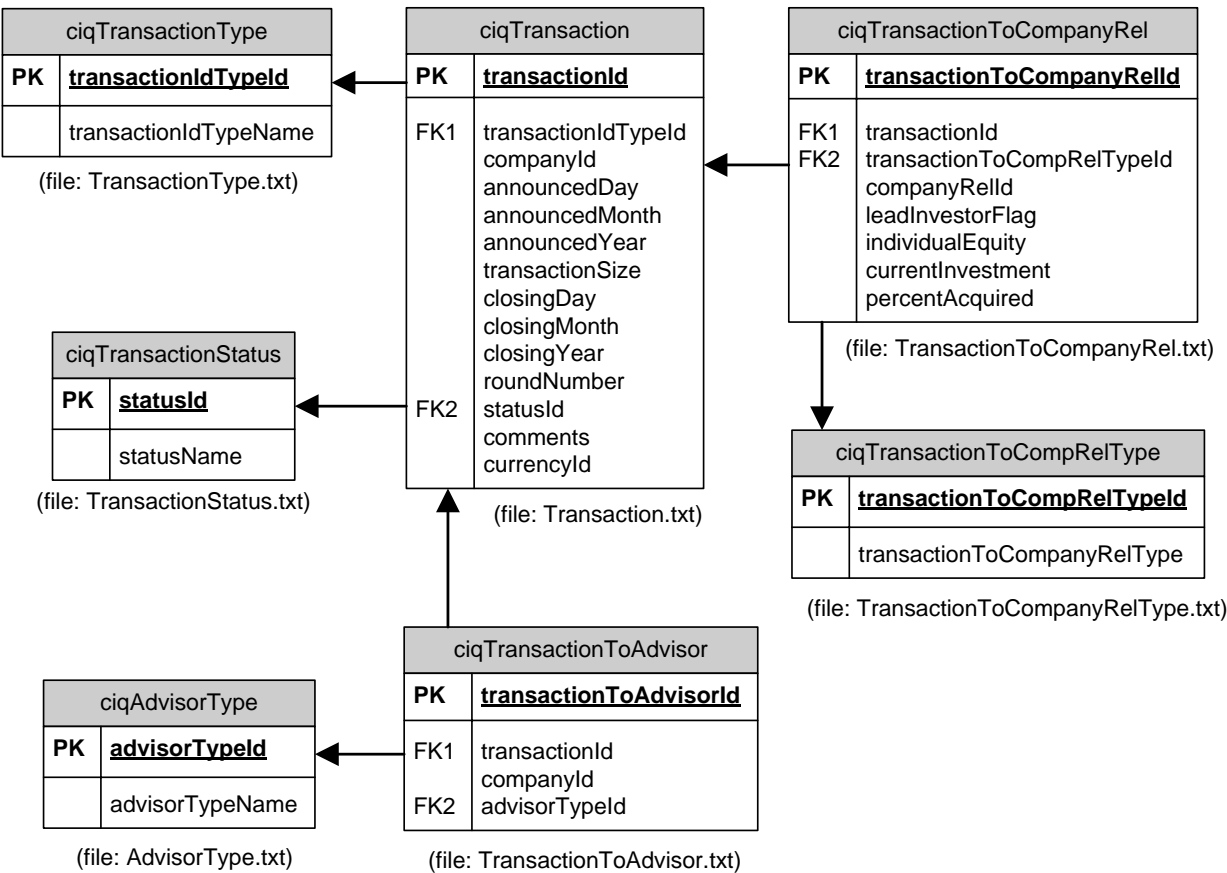 ciqTransactionType
PK transactionIdTypeId
transactionIdTypeName
(file: TransactionType.txt)
ciqTransaction
PK transactionId
FK1 transactionIdTypeId
companyId
announcedDay
announcedMonth
announcedYear
transactionSize
closingDay
closingMonth
closingYear
roundNumber
FK2 statusId
comments
currencyId
(file: Transaction.txt)
ciqTransactionToCompanyRel
PK transactionToCompanyRelId
FK1 transactionId
FK2 transactionToCompRelTypeId
companyRelId
leadInvestorFlag
individualEquity
currentInvestment
percentAcquired
(file: TransactionToCompanyRel.txt)
ciqTransactionStatus
PK statusId
statusName
(file: TransactionStatus.txt)
ciqTransactionToCompRelType
PK transactionToCompRelTypeId
transactionToCompanyRelType
(file: TransactionToCompanyRelType.txt)
ciqTransactionToAdvisor
PK transactionToAdvisorId
FK1 transactionId
companyId
FK2 advisorTypeId
(file: TransactionToAdvisor.txt)
ciqAdvisorType
PK advisorTypeId
advisorTypeName
(file: AdvisorType.txt)